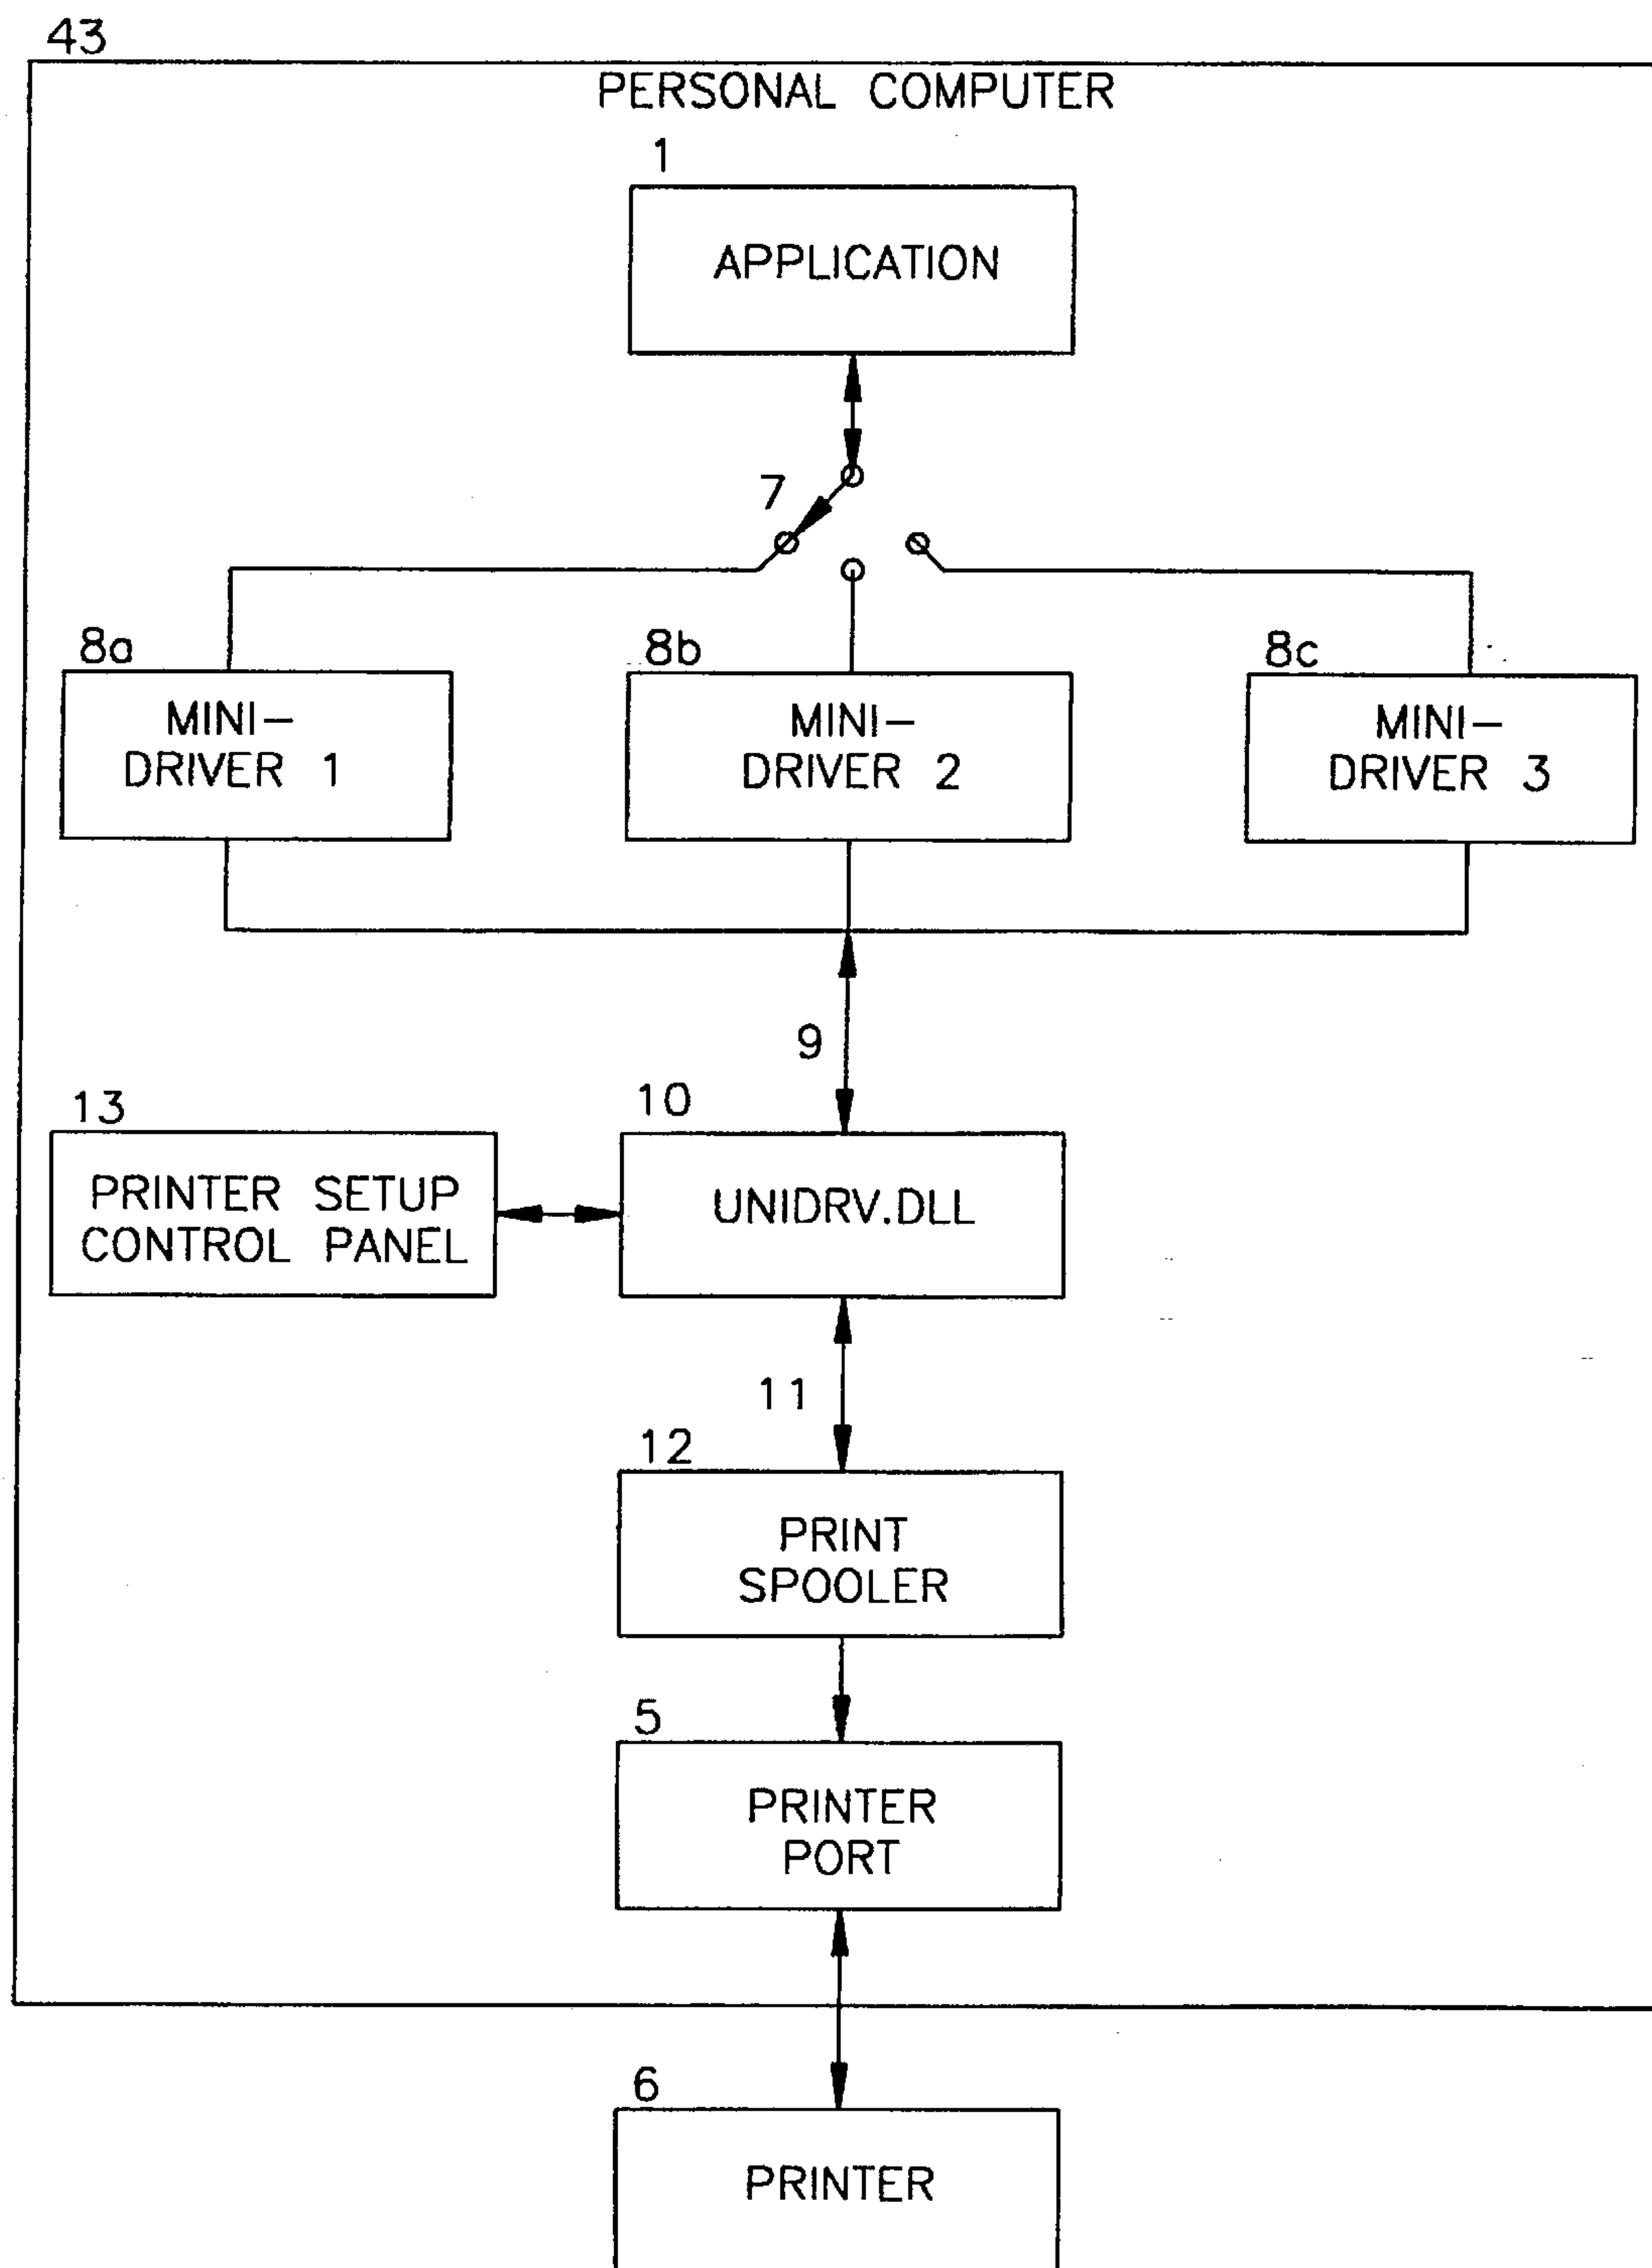 43
PERSONAL COMPUTER
1
APPLICATION
7
8a
8b
8c
MINI-
DRIVER 1
MINI-
DRIVER 2
MINI-
DRIVER 3
9
13
10
PRINTER SETUP
CONTROL PANEL
UNIDRV.DLL
11
12
PRINT
SPOOLER
5
PRINTER
PORT
6
PRINTER